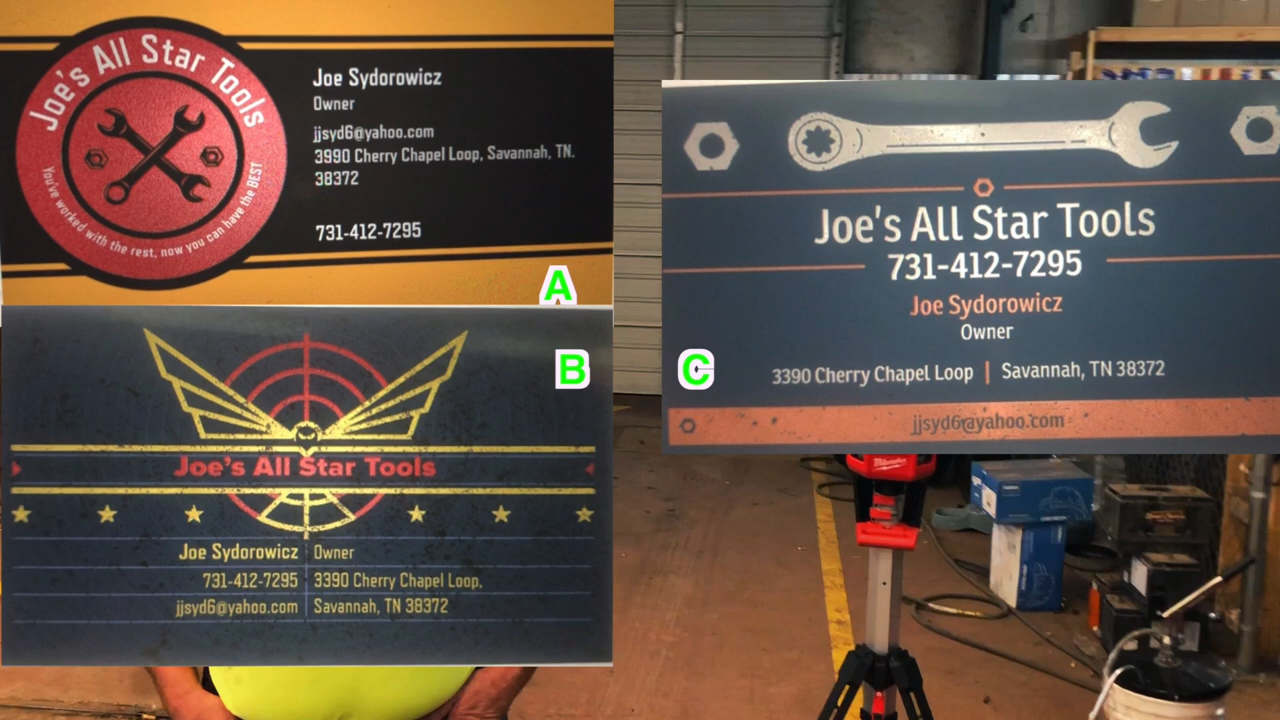 Joe's All Star Tools
You've worked with the rest, now you can have the BEST
Joe Sydorowicz
Owner
jjsyd6@yahoo.com
3990 Cherry Chapel Loop, Savannah, TN.
38372
731-412-7295
A
Joe's All Star Tools
Joe Sydorowicz Owner
731-412-7295 3390 Cherry Chapel Loop,
jjsyd6@yahoo.com Savannah, TN 38372
B
Joe's All Star Tools
731-412-7295
Joe Sydorowicz
Owner
3390 Cherry Chapel Loop | Savannah, TN 38372
jjsyd6@yahoo.com
C
Milwaukee